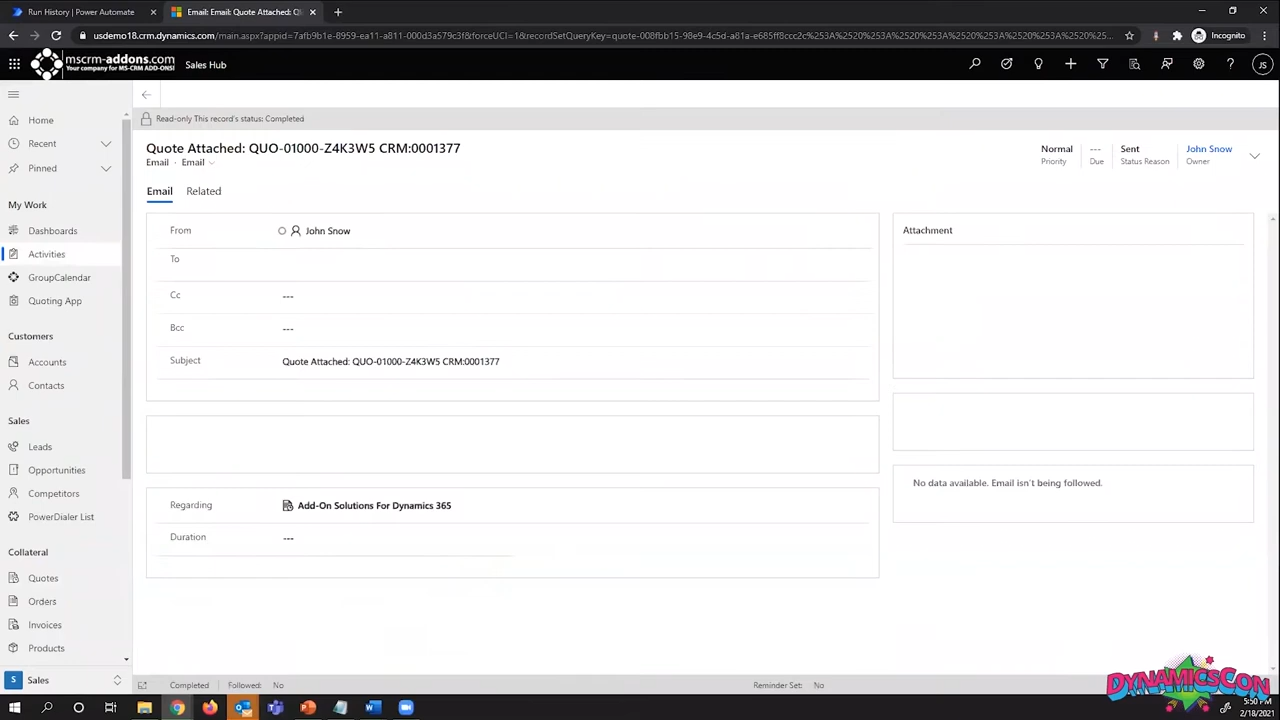 Run History | Power Automate
Email: Email: Quote Attached: Q
Incognito
usdemo18.crm.dynamics.com/main.aspx?appid=7afb9b1e-8959-ea11-a811-000d3a579c3f&forceUCI=1&recordSetQueryKey=quote-008fbb15-98e9-4c5d-a81a-e685ff8ccc2c%253A%2520%253A%2520%253A%2520%253A%2520%253A%2520%253A%2520%253A%2520...
mscrm-addons.com
Your company for MS-CRM ADD-ONS!
Sales Hub
JS
Read-only This record's status: Completed
Home
Recent
Pinned
My Work
Dashboards
Activities
GroupCalendar
Quoting App
Customers
Accounts
Contacts
Sales
Leads
Opportunities
Competitors
PowerDialer List
Collateral
Quotes
Orders
Invoices
Products
S Sales
Quote Attached: QUO-01000-Z4K3W5 CRM:0001377
Email · Email
Normal
Priority
---
Due
Sent
Status Reason
John Snow
Owner
Email Related
From John Snow
To
Cc ---
Bcc ---
Subject Quote Attached: QUO-01000-Z4K3W5 CRM:0001377
Regarding Add-On Solutions For Dynamics 365
Duration ---
Attachment
No data available. Email isn't being followed.
Completed Followed: No Reminder Set: No
DYNAMICSCON
5:50 PM
2/18/2021